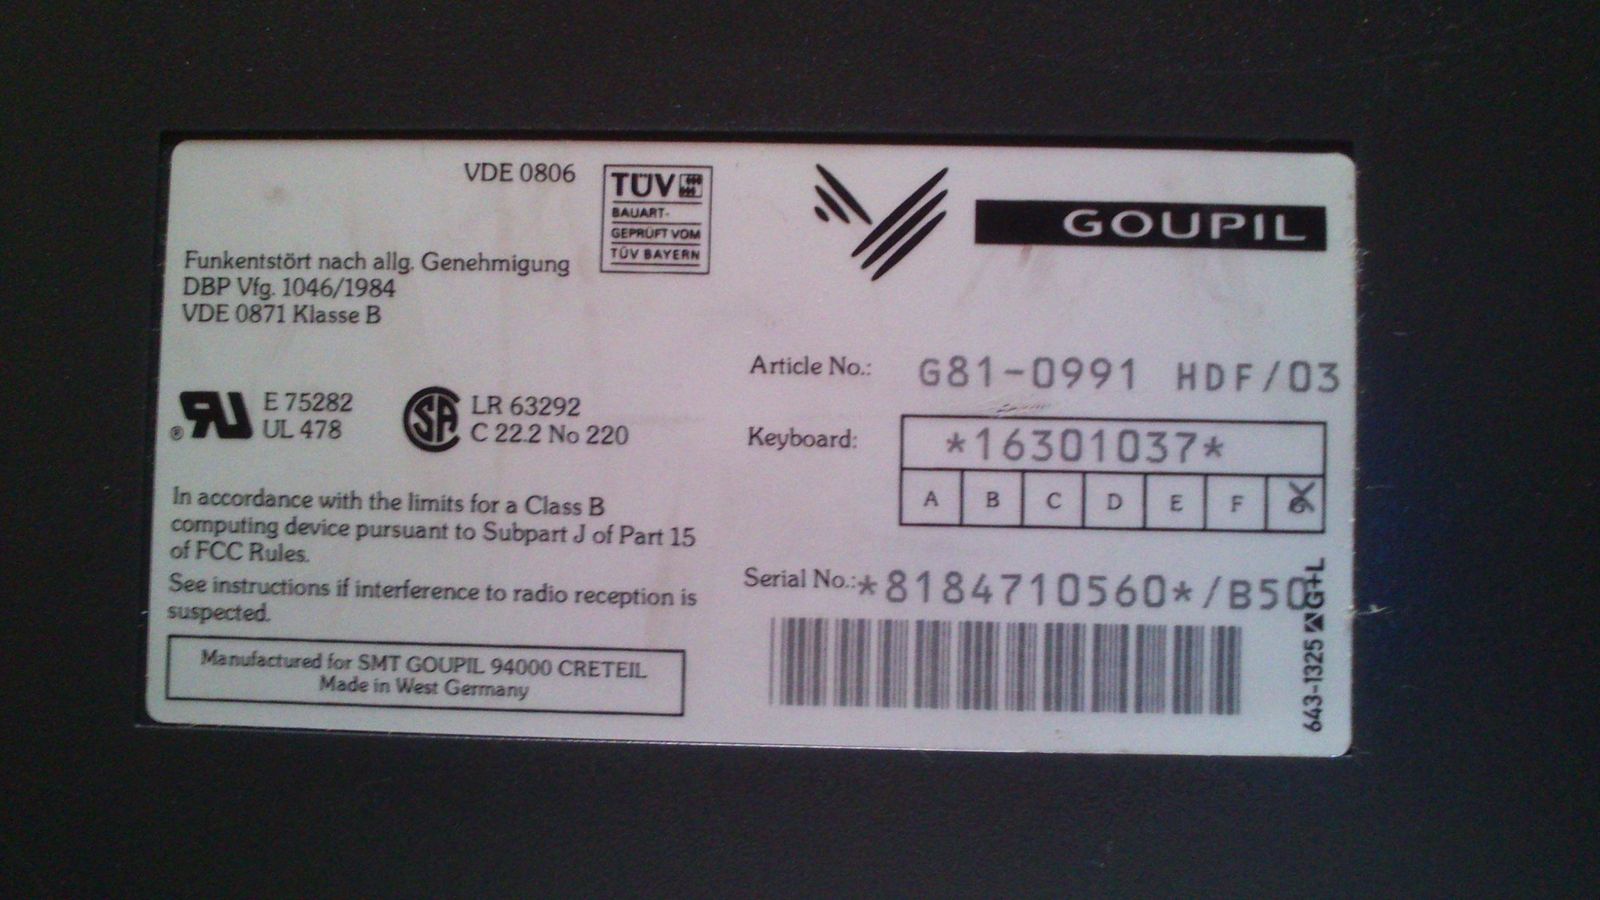 VDE 0806
TÜV
BAUART-
GEPRÜFT VOM
TÜV BAYERN
Funkentstört nach allg. Genehmigung
DBP Vfg. 1046/1984
VDE 0871 Klasse B
® RU
E 75282
UL 478
SA
LR 63292
C 22.2 No 220
In accordance with the limits for a Class B
computing device pursuant to Subpart J of Part 15
of FCC Rules.
See instructions if interference to radio reception is
suspected.
Manufactured for SMT GOUPIL 94000 CRETEIL
Made in West Germany
GOUPIL
Article No.: G81-0991 HDF/03
Keyboard: *16301037*
A B C D E F G
Serial No.:*8184710560*/B50
643-1325 G+L